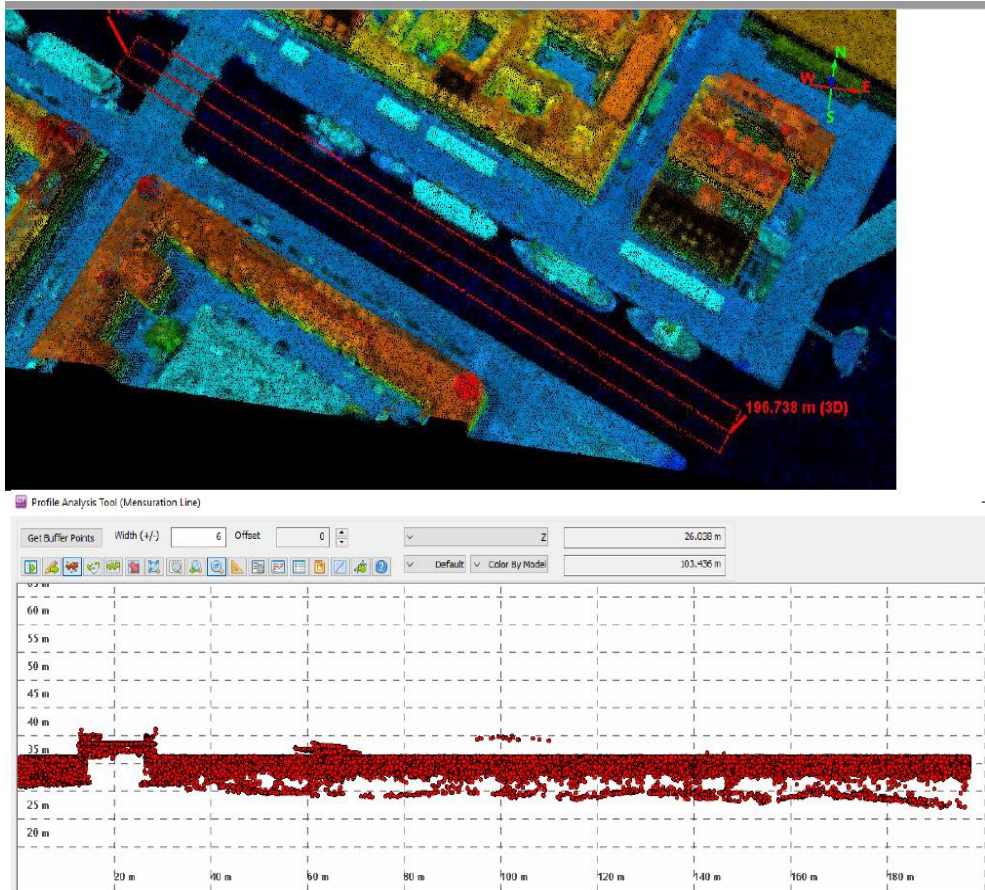 N
W
E
S
196.738 m (3D)
Profile Analysis Tool (Mensuration Line)
Get Buffer Points Width (+/-) 6 Offset 0 Z 26.038 m
Default Color By Model 103.436 m
60 m
55 m
50 m
45 m
40 m
35 m
25 m
20 m
20 m 40 m 60 m 80 m 100 m 120 m 140 m 160 m 180 m